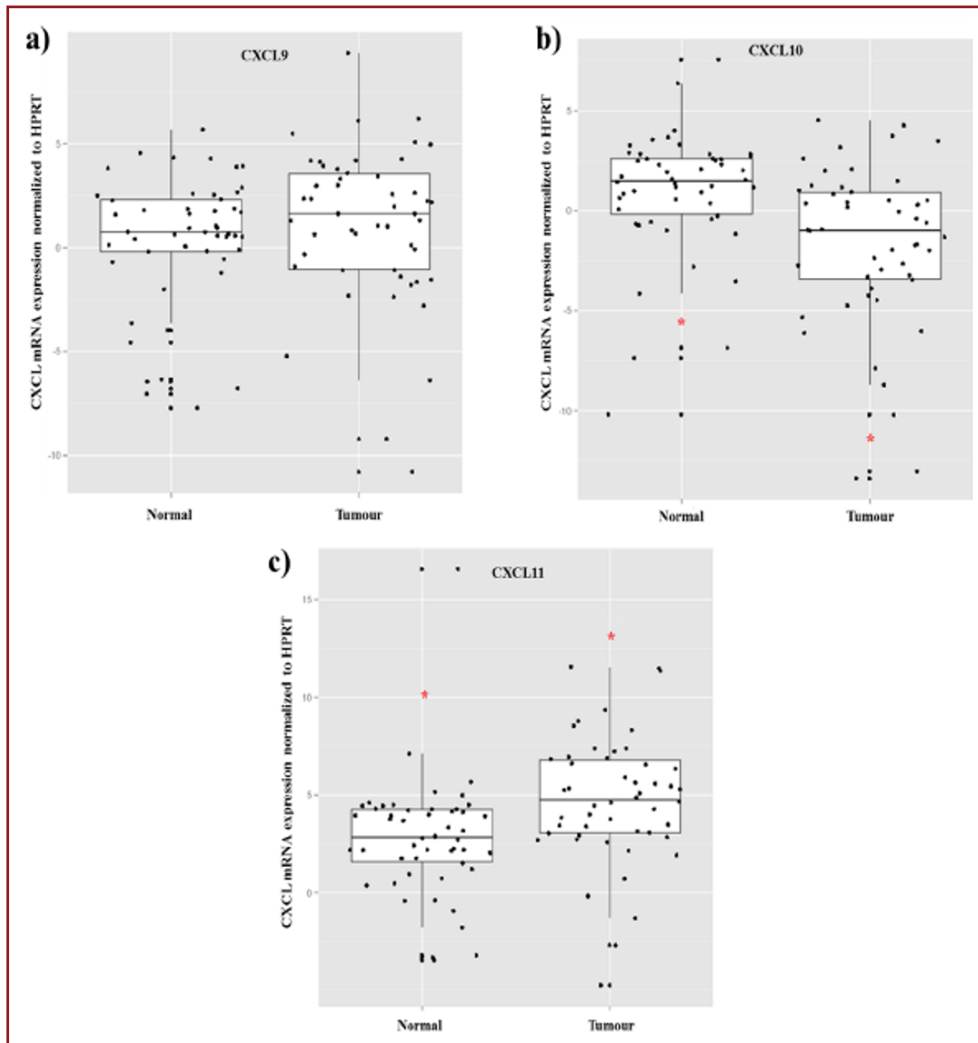 a)
CXCL9
CXCL mRNA expression normalized to HPRT
5
0
-5
-10
Normal
Tumour
b)
CXCL10
CXCL mRNA expression normalized to HPRT
5
0
-5
-10
*
*
Normal
Tumour
c)
CXCL11
CXCL mRNA expression normalized to HPRT
15
10
5
0
*
*
Normal
Tumour